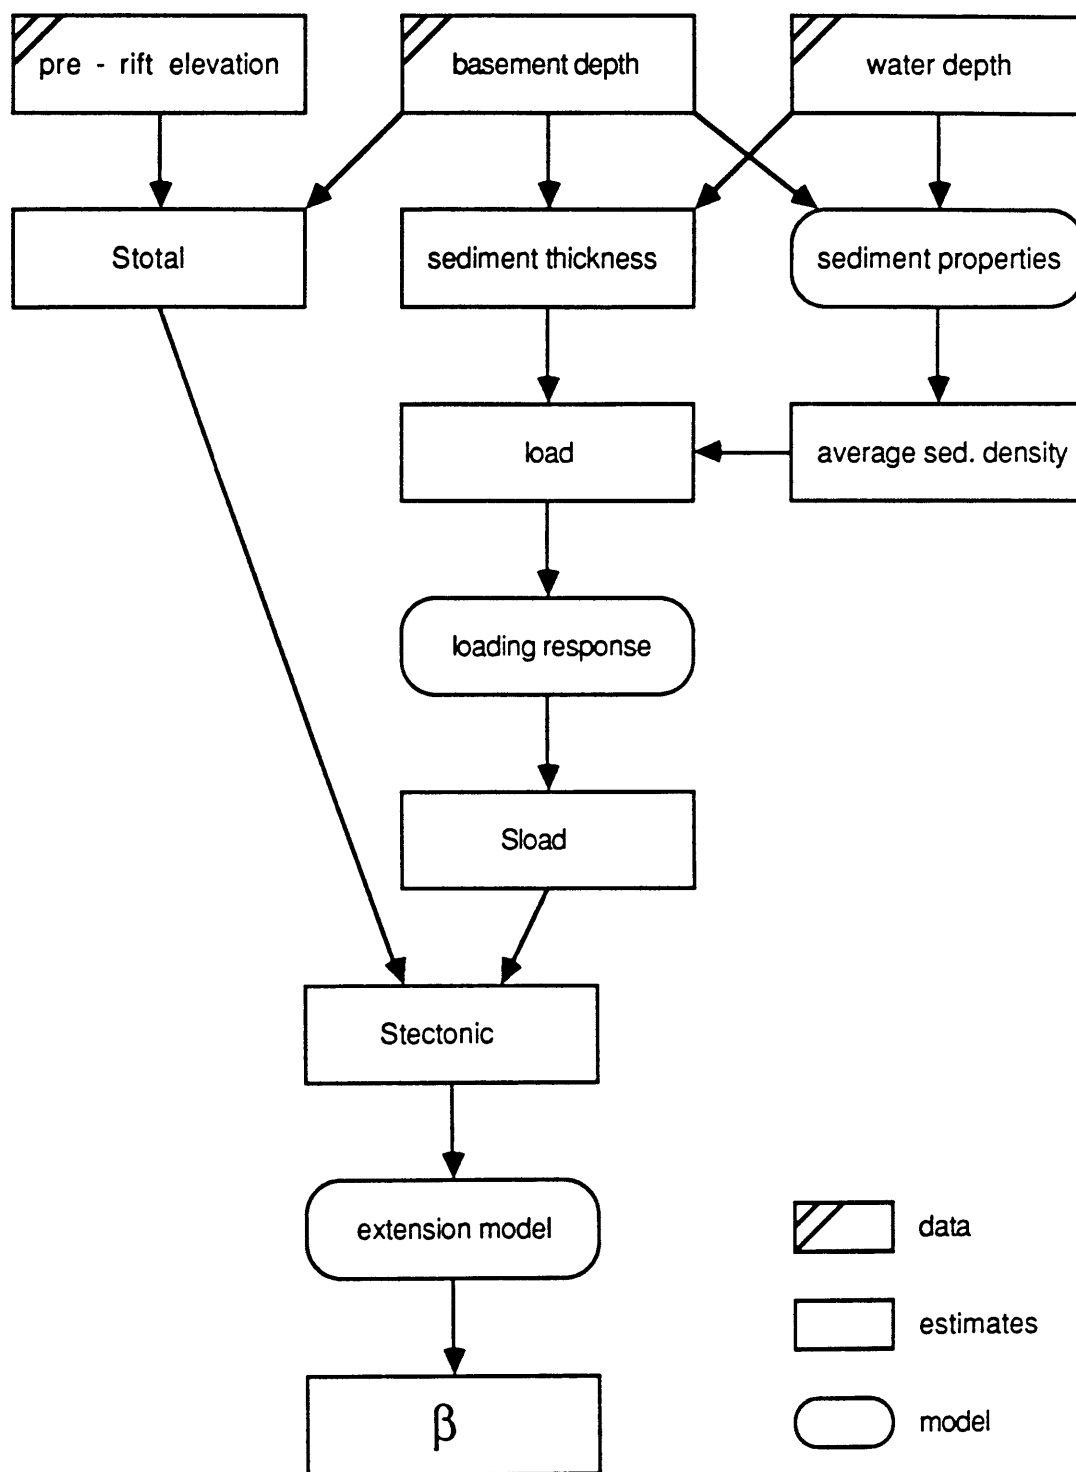 pre - rift elevation
basement depth
water depth
Stotal
sediment thickness
sediment properties
load
average sed. density
loading response
Sload
Stectonic
extension model
data
estimates
β
model